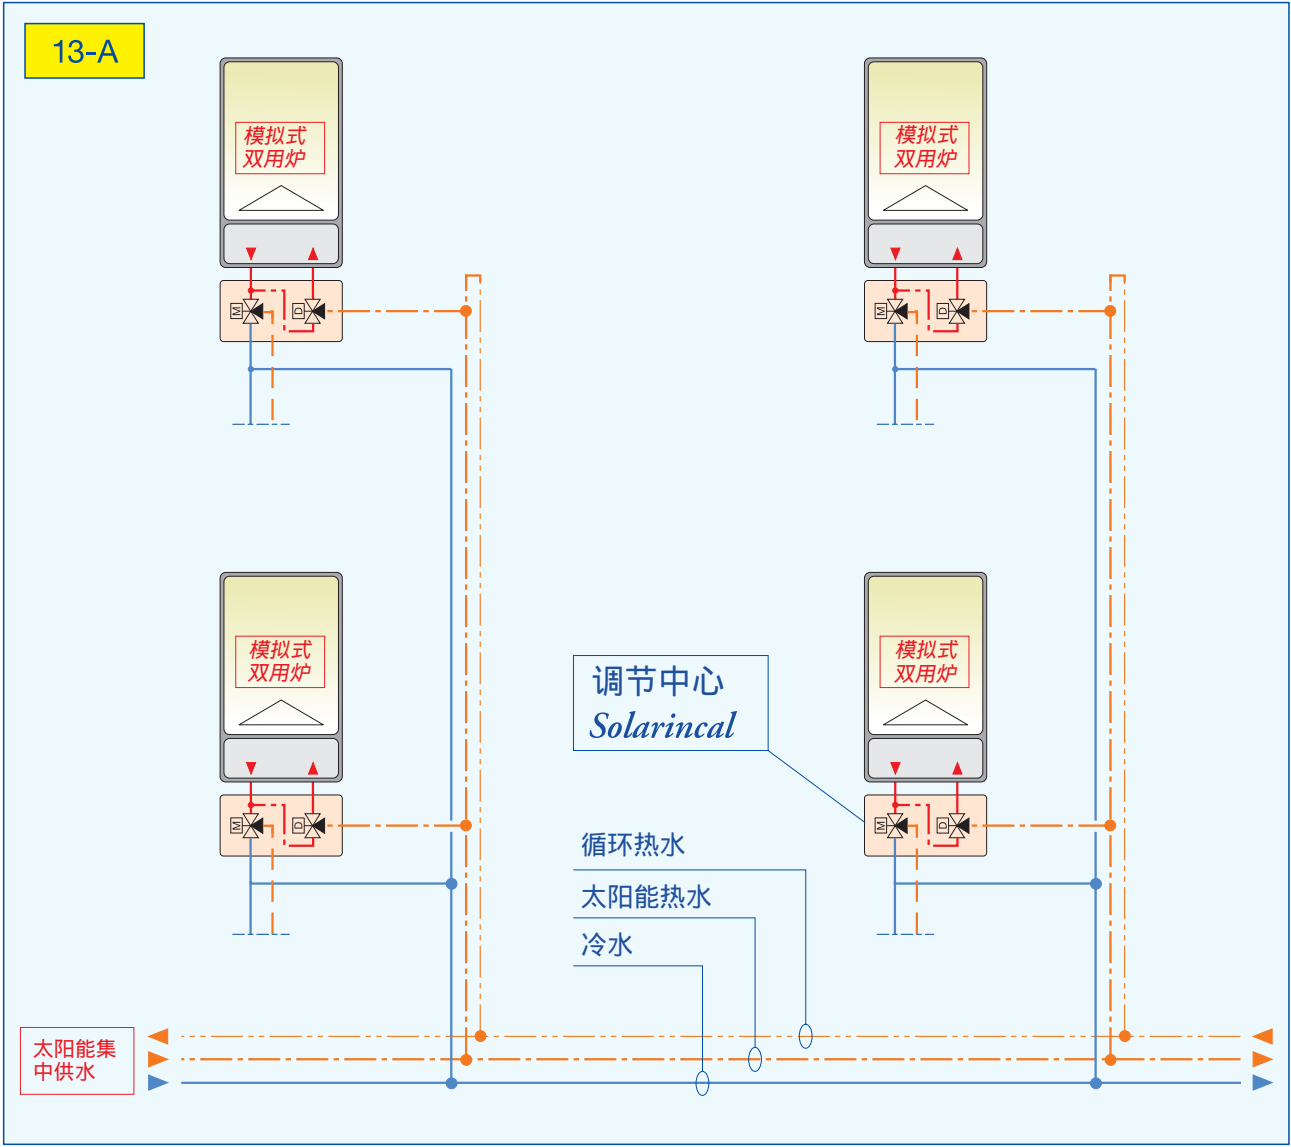 13-A
模拟式
双用炉
模拟式
双用炉
M
D
M
D
模拟式
双用炉
模拟式
双用炉
调节中心
Solarincal
M
D
M
D
循环热水
太阳能热水
冷水
太阳能集
中供水